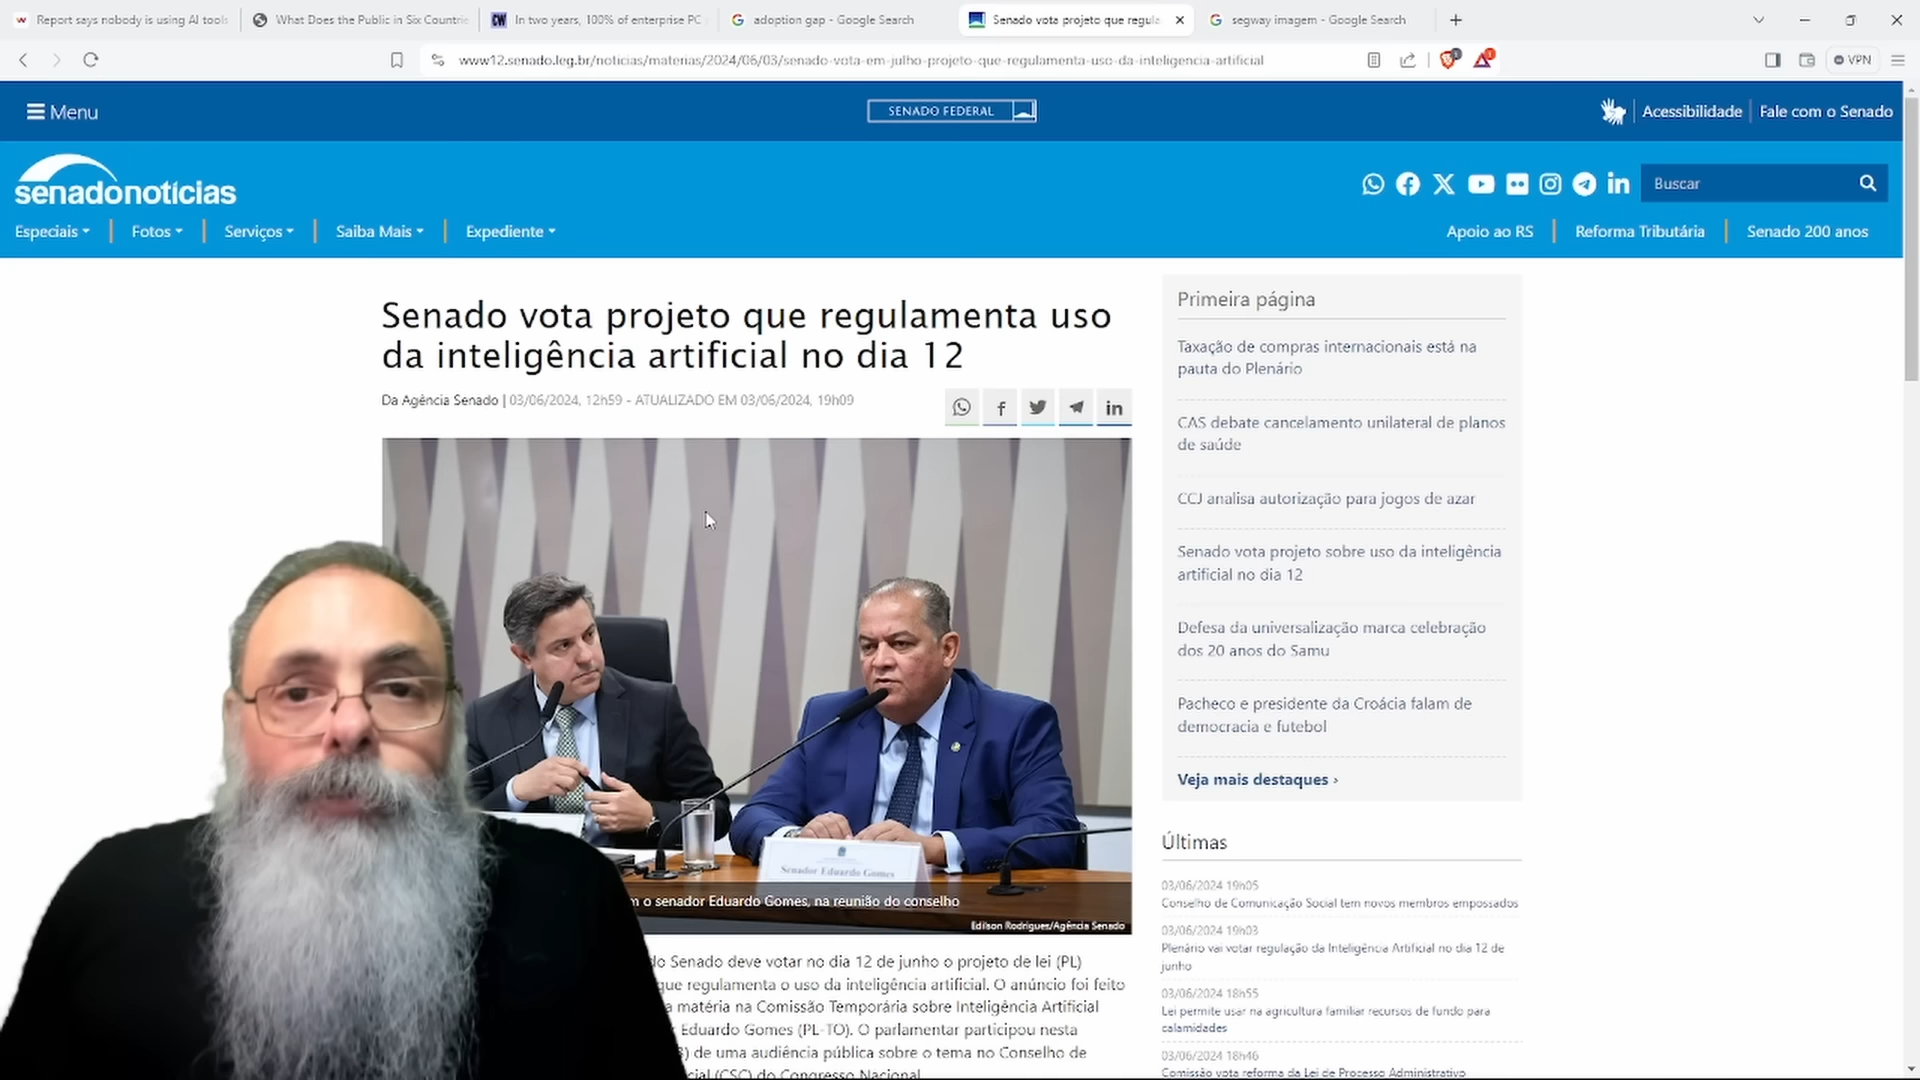 Report says nobody is using AI tools
What Does the Public in Six Countrie
In two years, 100% of enterprise PC
adoption gap - Google Search
Senado vota projeto que regula
segway imagem - Google Search
www12.senado.leg.br/noticias/materias/2024/06/03/senado-vota-em-julho-projeto-que-regulamenta-uso-da-inteligencia-artificial
VPN
Menu
SENADO FEDERAL
Acessibilidade
Fale com o Senado
senadonotícias
Buscar
Especiais
Fotos
Serviços
Saiba Mais
Expediente
Apoio ao RS
Reforma Tributária
Senado 200 anos
Senado vota projeto que regulamenta uso
da inteligência artificial no dia 12
Da Agência Senado | 03/06/2024, 12h59 - ATUALIZADO EM 03/06/2024, 19h09
Senador Eduardo Gomes
m o senador Eduardo Gomes, na reunião do conselho
Edilson Rodrigues/Agência Senado
do Senado deve votar no dia 12 de junho o projeto de lei (PL)
que regulamenta o uso da inteligência artificial. O anúncio foi feito
a matéria na Comissão Temporária sobre Inteligência Artificial
Eduardo Gomes (PL-TO). O parlamentar participou nesta
3) de uma audiência pública sobre o tema no Conselho de
cial (CSC) do Congresso Nacional.
Primeira página
Taxação de compras internacionais está na
pauta do Plenário
CAS debate cancelamento unilateral de planos
de saúde
CCJ analisa autorização para jogos de azar
Senado vota projeto sobre uso da inteligência
artificial no dia 12
Defesa da universalização marca celebração
dos 20 anos do Samu
Pacheco e presidente da Croácia falam de
democracia e futebol
Veja mais destaques ›
Últimas
03/06/2024 19h05
Conselho de Comunicação Social tem novos membros empossados
03/06/2024 19h03
Plenário vai votar regulação da Inteligência Artificial no dia 12 de
junho
03/06/2024 18h55
Lei permite usar na agricultura familiar recursos de fundo para
calamidades
03/06/2024 18h46
Comissão vota reforma da Lei de Processo Administrativo